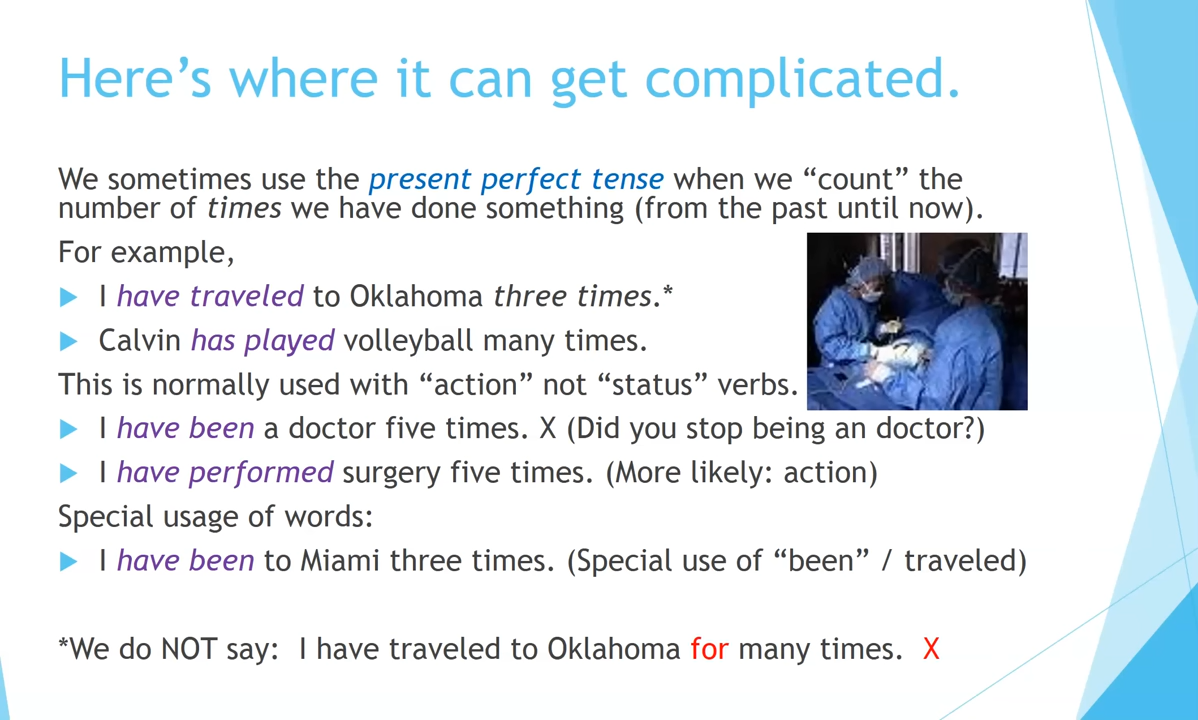 Here’s where it can get complicated.
We sometimes use the present perfect tense when we “count” the
number of times we have done something (from the past until now).
For example,
I have traveled to Oklahoma three times.*
Calvin has played volleyball many times.
This is normally used with “action” not “status” verbs.
I have been a doctor five times. X (Did you stop being an doctor?)
I have performed surgery five times. (More likely: action)
Special usage of words:
I have been to Miami three times. (Special use of “been” / traveled)
*We do NOT say: I have traveled to Oklahoma for many times. X